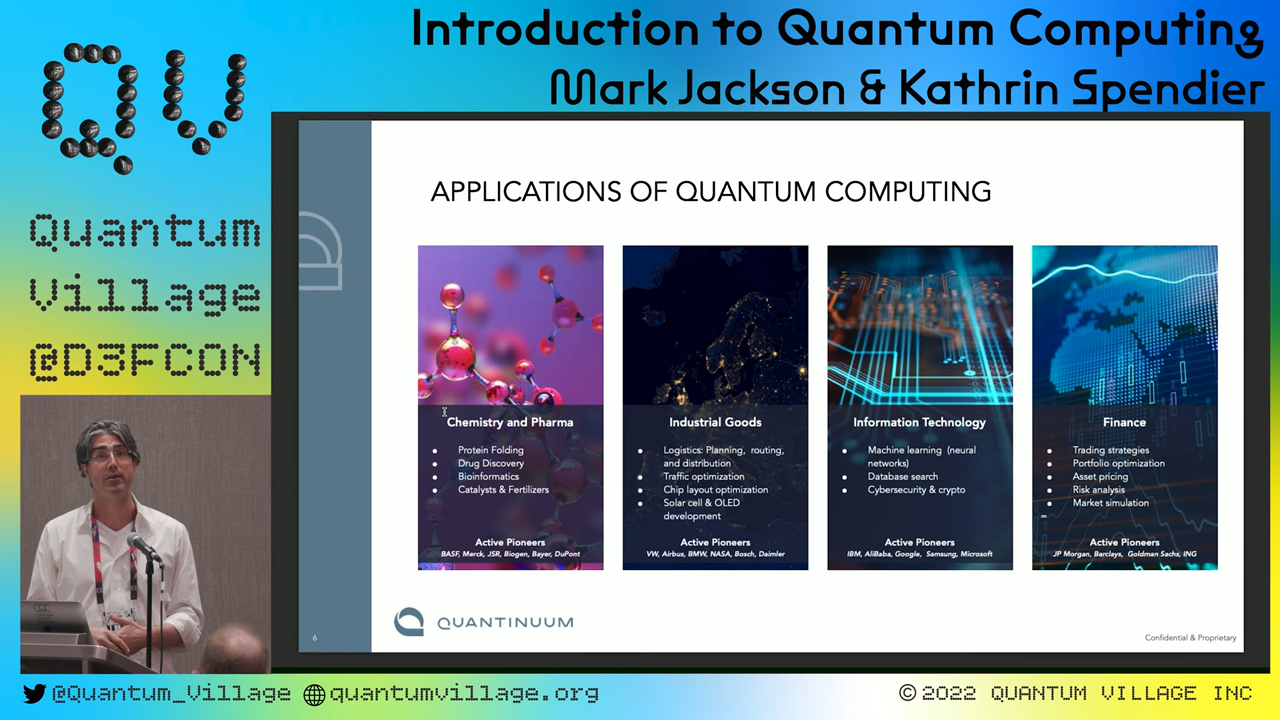 Introduction to Quantum Computing
Mark Jackson & Kathrin Spendier
QV
Quantum
Village
@D3FCON
APPLICATIONS OF QUANTUM COMPUTING
Chemistry and Pharma
Protein Folding
Drug Discovery
Bioinformatics
Catalysts & Fertilizers
Active Pioneers
BASF, Merck, JSR, Biogen, Bayer, DuPont
Industrial Goods
Logistics: Planning, routing,
and distribution
Traffic optimization
Chip layout optimization
Solar cell & OLED
development
Active Pioneers
VW, Airbus, BMW, NASA, Bosch, Daimler
Information Technology
Machine learning (neural
networks)
Database search
Cybersecurity & crypto
Active Pioneers
IBM, AliBaba, Google, Samsung, Microsoft
Finance
Trading strategies
Portfolio optimization
Asset pricing
Risk analysis
Market simulation
Active Pioneers
JP Morgan, Barclays, Goldman Sachs, ING
QUANTINUUM
6
Confidential & Proprietary
@Quantum_Village
quantumvillage.org
© 2022 QUANTUM VILLAGE INC